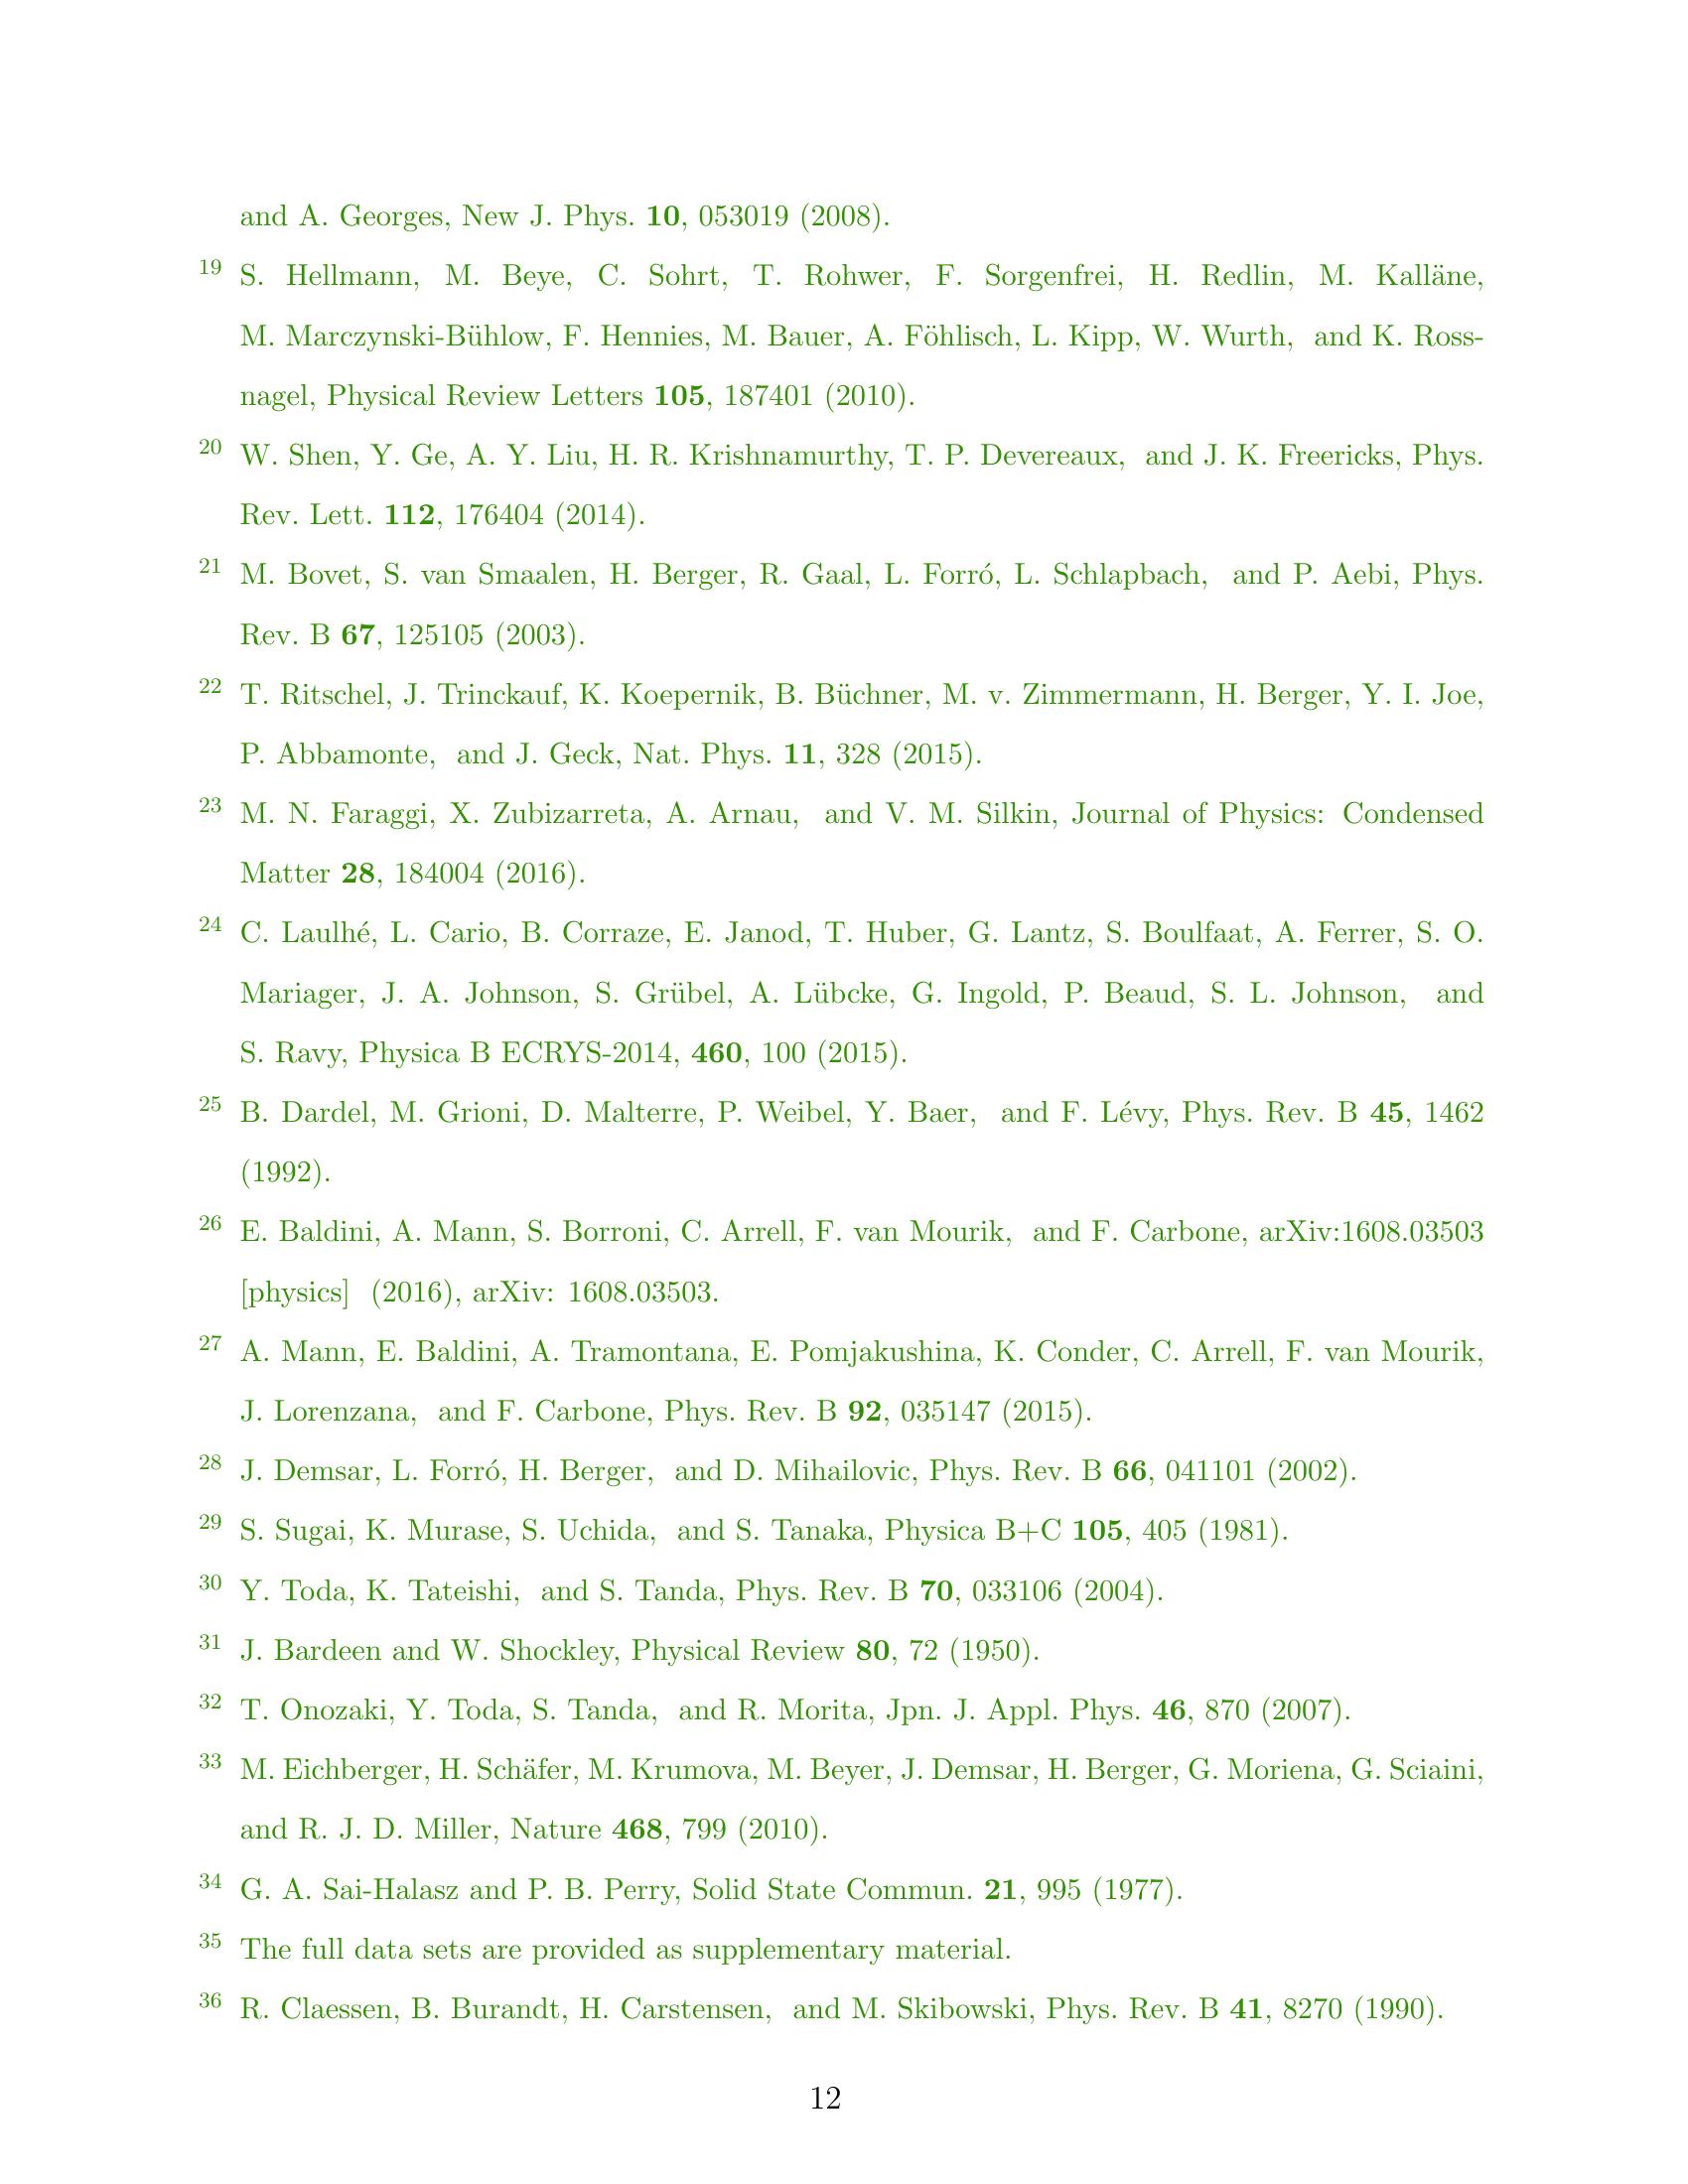 and A. Georges, New J. Phys. 10, 053019 (2008).
19 S. Hellmann, M. Beye, C. Sohrt, T. Rohwer, F. Sorgenfrei, H. Redlin, M. Kalläne,
M. Marczynski-Bühlow, F. Hennies, M. Bauer, A. Föhlisch, L. Kipp, W. Wurth, and K. Ross-
nagel, Physical Review Letters 105, 187401 (2010).
20 W. Shen, Y. Ge, A. Y. Liu, H. R. Krishnamurthy, T. P. Devereaux, and J. K. Freericks, Phys.
Rev. Lett. 112, 176404 (2014).
21 M. Bovet, S. van Smaalen, H. Berger, R. Gaal, L. Forró, L. Schlapbach, and P. Aebi, Phys.
Rev. B 67, 125105 (2003).
22 T. Ritschel, J. Trinckauf, K. Koepernik, B. Büchner, M. v. Zimmermann, H. Berger, Y. I. Joe,
P. Abbamonte, and J. Geck, Nat. Phys. 11, 328 (2015).
23 M. N. Faraggi, X. Zubizarreta, A. Arnau, and V. M. Silkin, Journal of Physics: Condensed
Matter 28, 184004 (2016).
24 C. Laulhé, L. Cario, B. Corraze, E. Janod, T. Huber, G. Lantz, S. Boulfaat, A. Ferrer, S. O.
Mariager, J. A. Johnson, S. Grübel, A. Lübcke, G. Ingold, P. Beaud, S. L. Johnson, and
S. Ravy, Physica B ECRYS-2014, 460, 100 (2015).
25 B. Dardel, M. Grioni, D. Malterre, P. Weibel, Y. Baer, and F. Lévy, Phys. Rev. B 45, 1462
(1992).
26 E. Baldini, A. Mann, S. Borroni, C. Arrell, F. van Mourik, and F. Carbone, arXiv:1608.03503
[physics] (2016), arXiv: 1608.03503.
27 A. Mann, E. Baldini, A. Tramontana, E. Pomjakushina, K. Conder, C. Arrell, F. van Mourik,
J. Lorenzana, and F. Carbone, Phys. Rev. B 92, 035147 (2015).
28 J. Demsar, L. Forró, H. Berger, and D. Mihailovic, Phys. Rev. B 66, 041101 (2002).
29 S. Sugai, K. Murase, S. Uchida, and S. Tanaka, Physica B+C 105, 405 (1981).
30 Y. Toda, K. Tateishi, and S. Tanda, Phys. Rev. B 70, 033106 (2004).
31 J. Bardeen and W. Shockley, Physical Review 80, 72 (1950).
32 T. Onozaki, Y. Toda, S. Tanda, and R. Morita, Jpn. J. Appl. Phys. 46, 870 (2007).
33 M. Eichberger, H. Schäfer, M. Krumova, M. Beyer, J. Demsar, H. Berger, G. Moriena, G. Sciaini,
and R. J. D. Miller, Nature 468, 799 (2010).
34 G. A. Sai-Halasz and P. B. Perry, Solid State Commun. 21, 995 (1977).
35 The full data sets are provided as supplementary material.
36 R. Claessen, B. Burandt, H. Carstensen, and M. Skibowski, Phys. Rev. B 41, 8270 (1990).
12